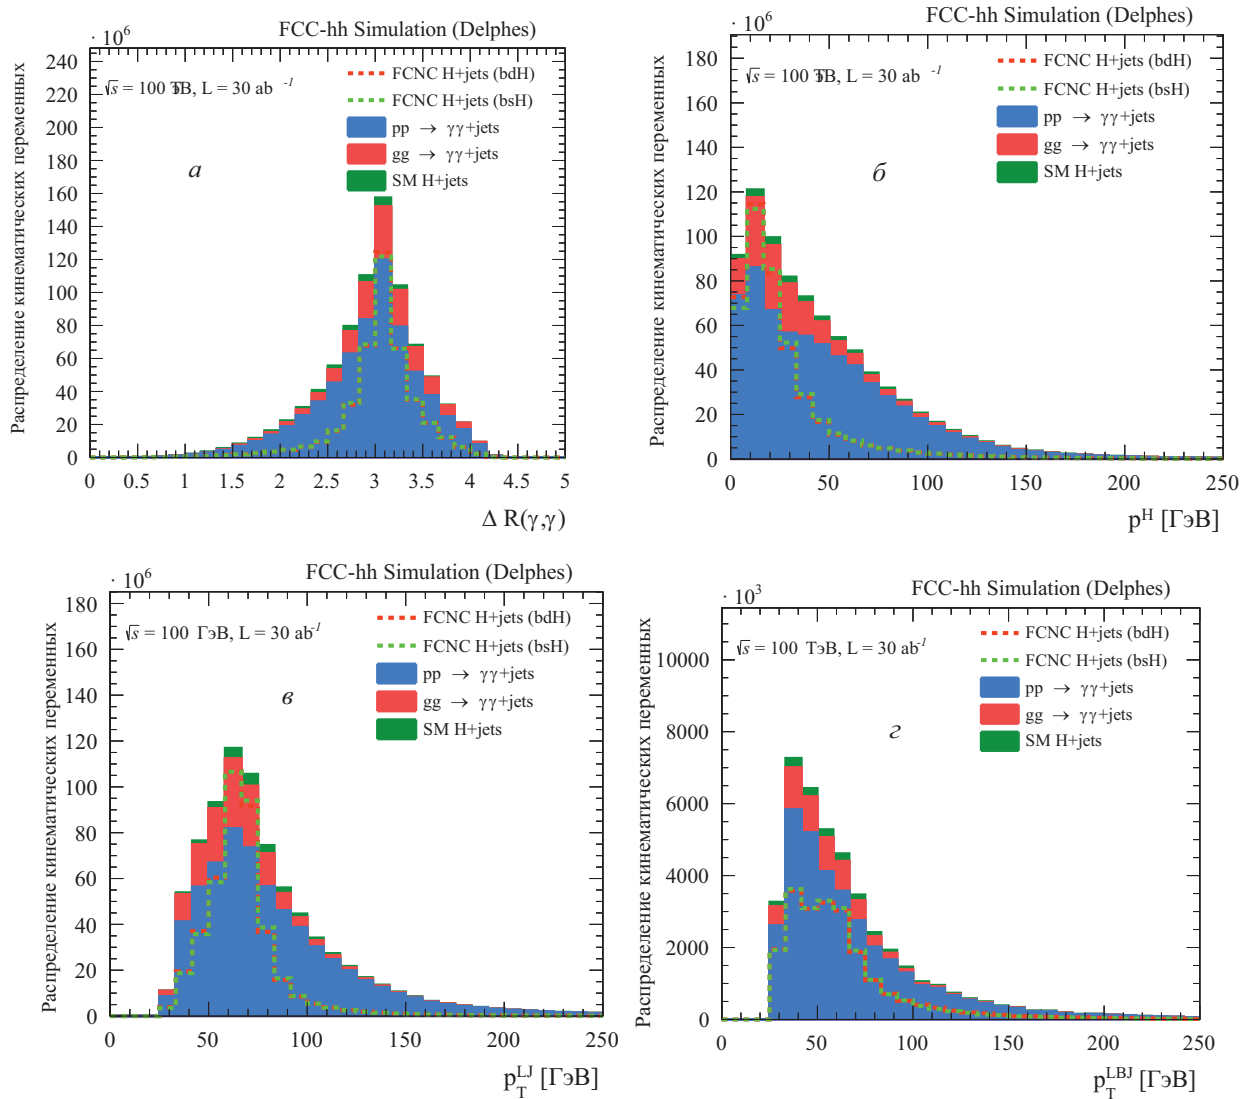 FCC-hh Simulation (Delphes)
· 10⁶
√s = 100 ТэВ, L = 30 ab -1
FCNC H+jets (bdH)
FCNC H+jets (bsH)
pp → γγ+jets
gg → γγ+jets
SM H+jets
а
Распределение кинематических переменных
240
220
200
180
160
140
120
100
80
60
40
20
0
0 0.5 1 1.5 2 2.5 3 3.5 4 4.5 5
Δ R(γ,γ)
FCC-hh Simulation (Delphes)
· 10⁶
√s = 100 ТэВ, L = 30 ab -1
FCNC H+jets (bdH)
FCNC H+jets (bsH)
pp → γγ+jets
gg → γγ+jets
SM H+jets
б
Распределение кинематических переменных
180
160
140
120
100
80
60
40
20
0
0 50 100 150 200 250
pᴴ [ГэВ]
FCC-hh Simulation (Delphes)
· 10⁶
√s = 100 ГэВ, L = 30 ab⁻¹
FCNC H+jets (bdH)
FCNC H+jets (bsH)
pp → γγ+jets
gg → γγ+jets
SM H+jets
в
Распределение кинематических переменных
180
160
140
120
100
80
60
40
20
0
0 50 100 150 200 250
p_T^LJ [ГэВ]
FCC-hh Simulation (Delphes)
· 10³
√s = 100 ТэВ, L = 30 ab⁻¹
FCNC H+jets (bdH)
FCNC H+jets (bsH)
pp → γγ+jets
gg → γγ+jets
SM H+jets
г
Распределение кинематических переменных
10000
8000
6000
4000
2000
0
0 50 100 150 200 250
p_T^LBJ [ГэВ]